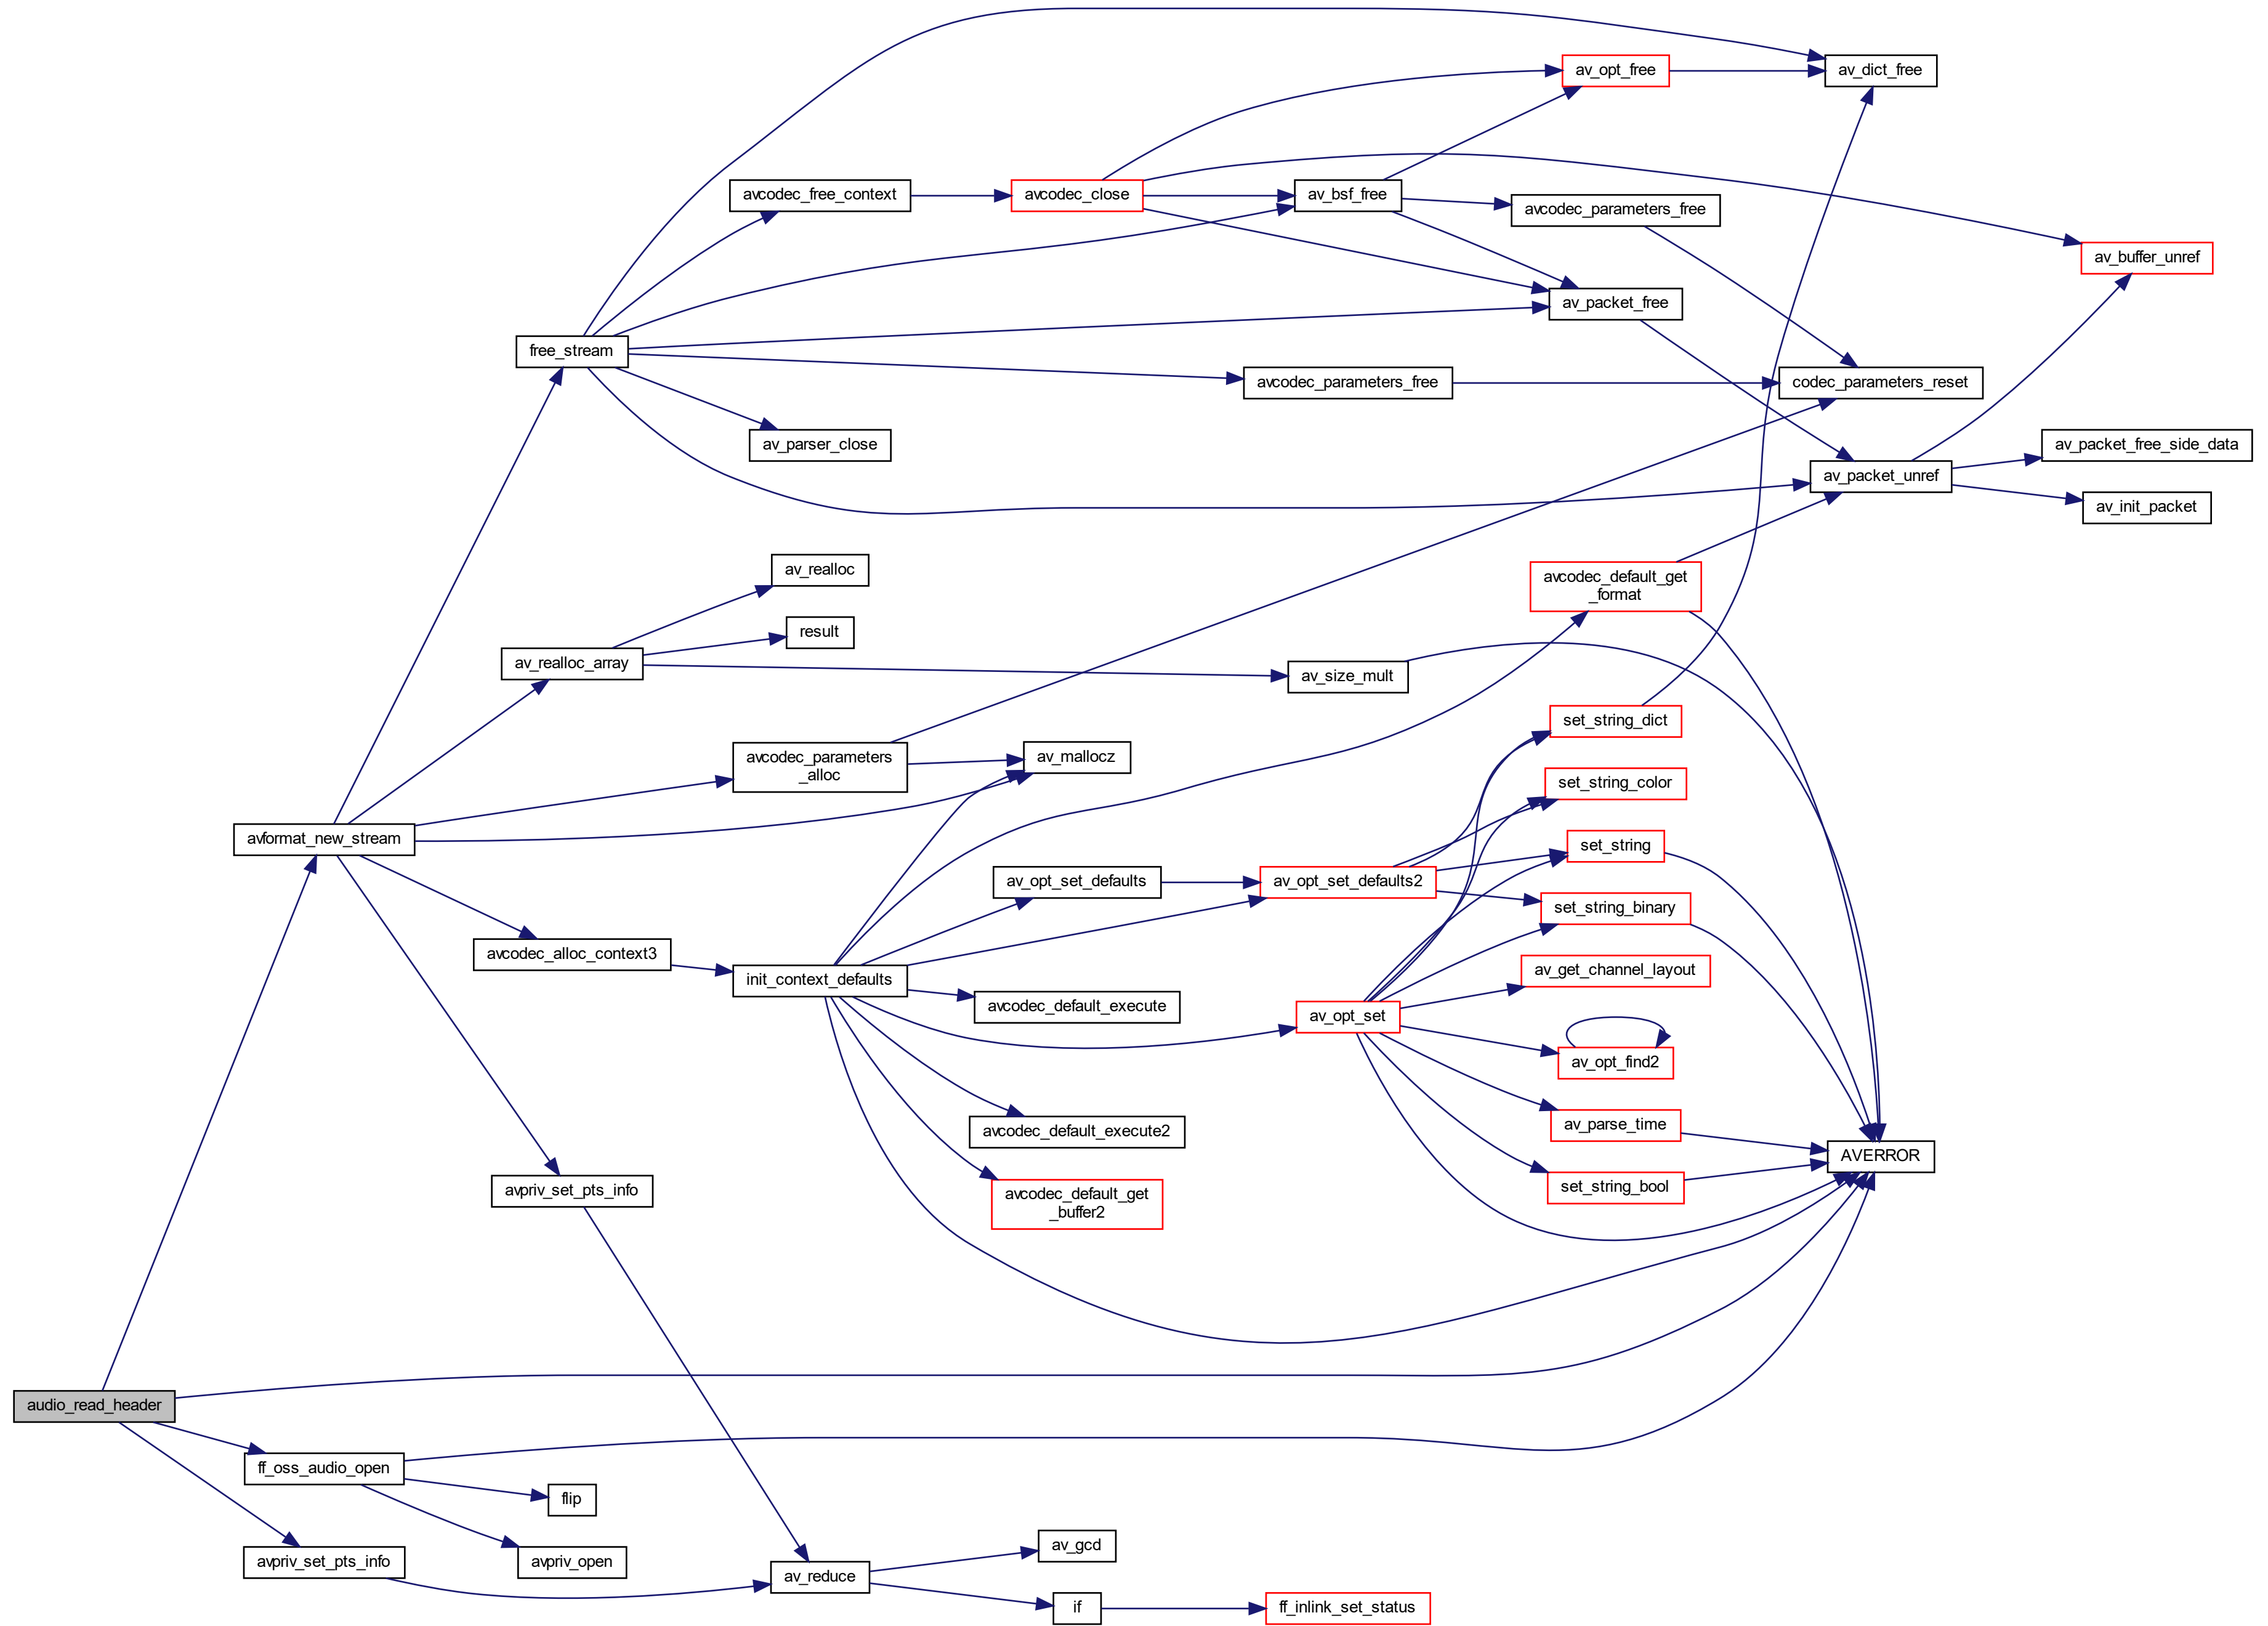 av_opt_free
av_dict_free
avcodec_free_context
avcodec_close
av_bsf_free
avcodec_parameters_free
av_buffer_unref
av_packet_free
free_stream
avcodec_parameters_free
codec_parameters_reset
av_parser_close
av_packet_free_side_data
av_packet_unref
av_init_packet
av_realloc
avcodec_default_get
_format
result
av_realloc_array
av_size_mult
set_string_dict
avcodec_parameters
_alloc
av_mallocz
set_string_color
avformat_new_stream
set_string
av_opt_set_defaults
av_opt_set_defaults2
set_string_binary
avcodec_alloc_context3
av_get_channel_layout
init_context_defaults
avcodec_default_execute
av_opt_set
av_opt_find2
av_parse_time
avcodec_default_execute2
AVERROR
set_string_bool
avpriv_set_pts_info
avcodec_default_get
_buffer2
audio_read_header
ff_oss_audio_open
flip
av_gcd
avpriv_set_pts_info
avpriv_open
av_reduce
if
ff_inlink_set_status